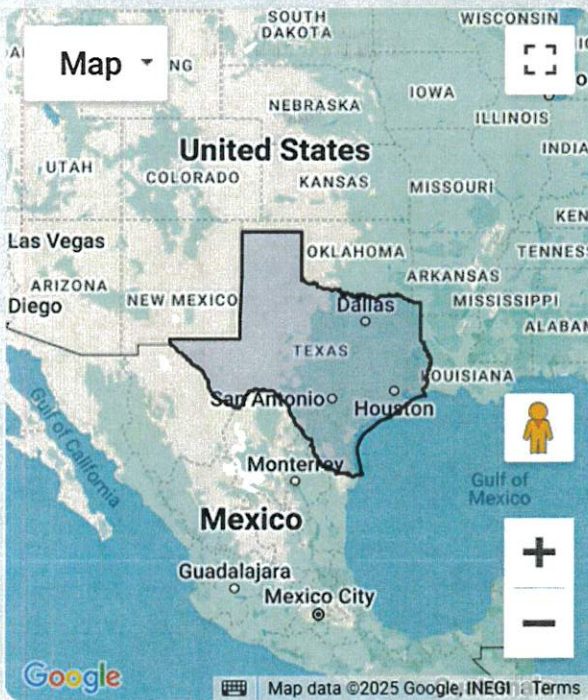 SOUTH
DAKOTA
WISCONSIN
Map
NG
NEBRASKA
IOWA
ILLINOIS
United States
INDIA
UTAH
COLORADO
KANSAS
MISSOURI
KEN
Las Vegas
OKLAHOMA
TENNES
ARIZONA
Diego
NEW MEXICO
ARKANSAS
MISSISSIPPI
Dallas
ALABAM
TEXAS
LOUISIANA
San Antonio
Houston
Gulf of California
Monterrey
Gulf of
Mexico
Mexico
Guadalajara
Mexico City
Google
Map data ©2025 Google, INEGI
Terms